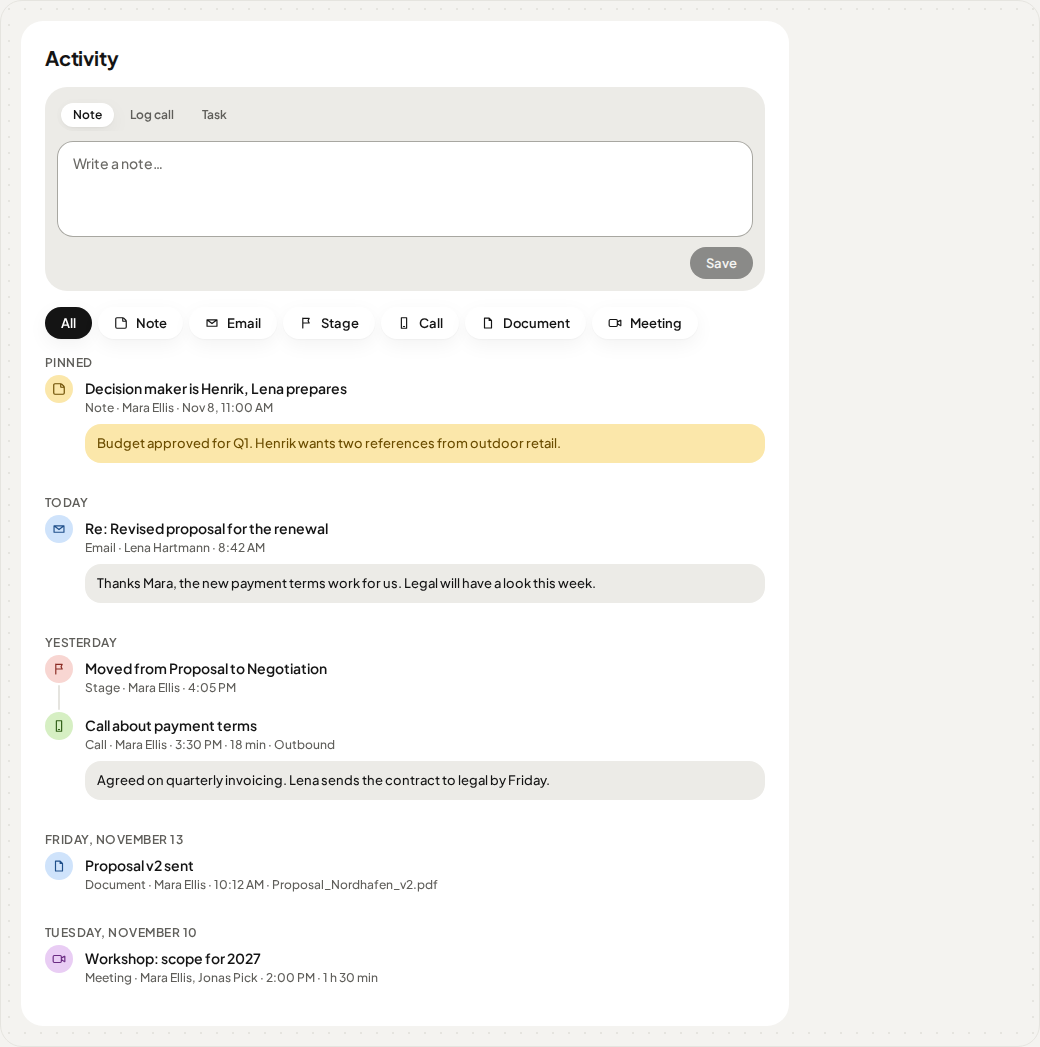 Activity
Note Log call Task
Write a note…
Save
All Note Email Stage Call Document Meeting
PINNED
Decision maker is Henrik, Lena prepares
Note · Mara Ellis · Nov 8, 11:00 AM
Budget approved for Q1. Henrik wants two references from outdoor retail.
TODAY
Re: Revised proposal for the renewal
Email · Lena Hartmann · 8:42 AM
Thanks Mara, the new payment terms work for us. Legal will have a look this week.
YESTERDAY
Moved from Proposal to Negotiation
Stage · Mara Ellis · 4:05 PM
Call about payment terms
Call · Mara Ellis · 3:30 PM · 18 min · Outbound
Agreed on quarterly invoicing. Lena sends the contract to legal by Friday.
FRIDAY, NOVEMBER 13
Proposal v2 sent
Document · Mara Ellis · 10:12 AM · Proposal_Nordhafen_v2.pdf
TUESDAY, NOVEMBER 10
Workshop: scope for 2027
Meeting · Mara Ellis, Jonas Pick · 2:00 PM · 1 h 30 min